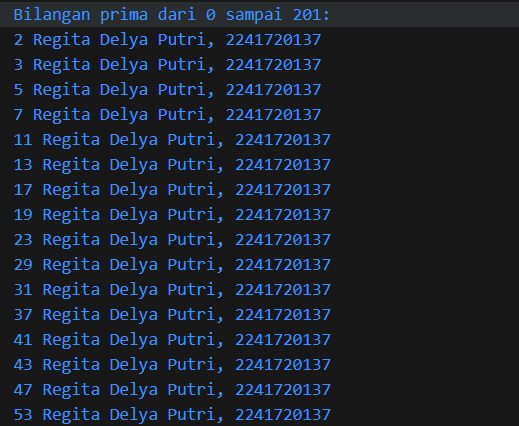 Bilangan prima dari 0 sampai 201:
2 Regita Delya Putri, 2241720137
3 Regita Delya Putri, 2241720137
5 Regita Delya Putri, 2241720137
7 Regita Delya Putri, 2241720137
11 Regita Delya Putri, 2241720137
13 Regita Delya Putri, 2241720137
17 Regita Delya Putri, 2241720137
19 Regita Delya Putri, 2241720137
23 Regita Delya Putri, 2241720137
29 Regita Delya Putri, 2241720137
31 Regita Delya Putri, 2241720137
37 Regita Delya Putri, 2241720137
41 Regita Delya Putri, 2241720137
43 Regita Delya Putri, 2241720137
47 Regita Delya Putri, 2241720137
53 Regita Delya Putri, 2241720137